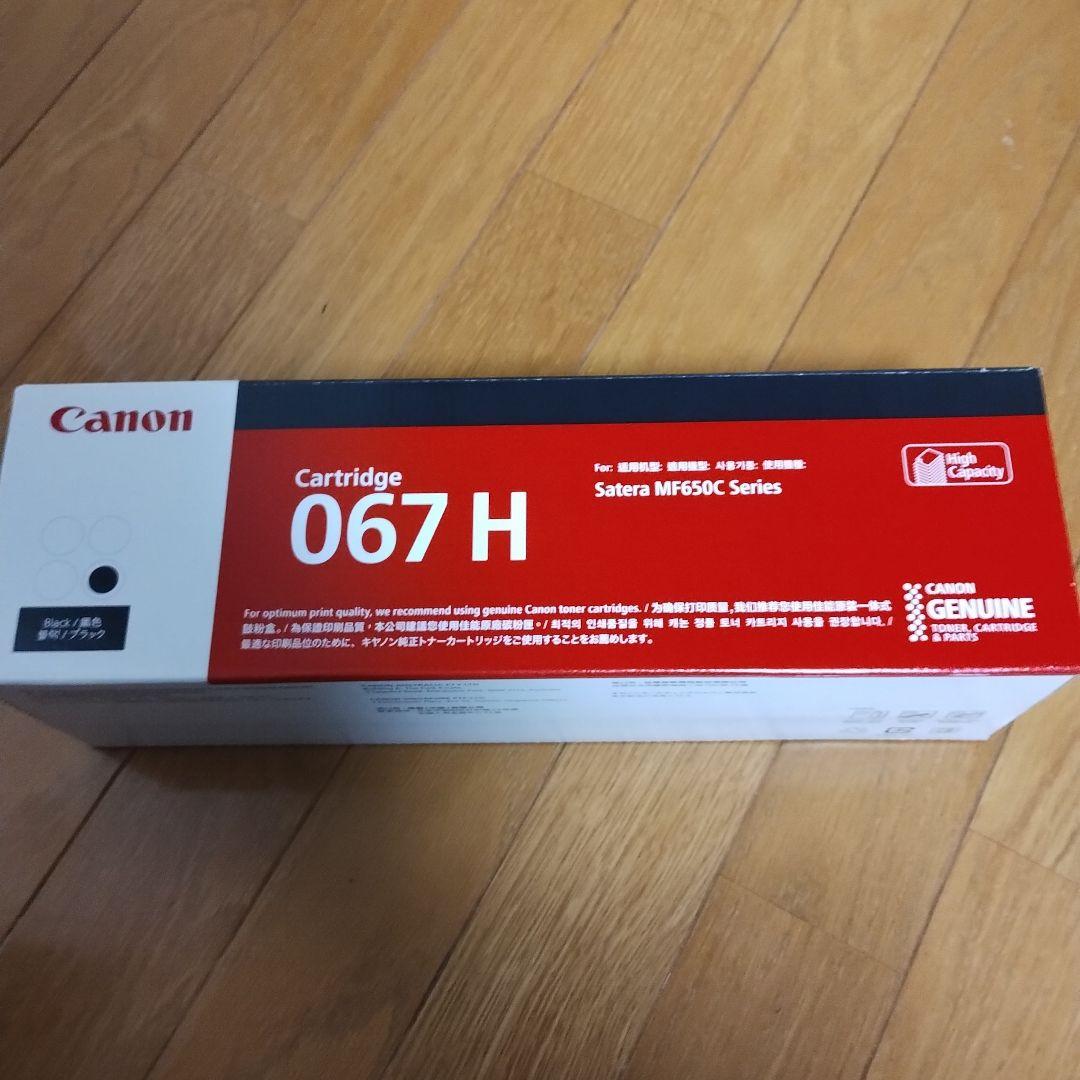 Canon
Cartridge
067 H
For: 适用机型: 適用機型: 사용기종: 使用機種:
Satera MF650C Series
High
Capacity
Black / 黑色
블랙 / ブラック
For optimum print quality, we recommend using genuine Canon toner cartridges. / 为确保打印质量, 我们推荐您使用佳能原装一体式
鼓粉盒。/ 為保證印刷品質,本公司建議您使用佳能原廠碳粉匣。/ 최적의 인쇄품질을 위해 캐논 정품 토너 카트리지 사용을 권장합니다. /
最適な印刷品位のために、キヤノン純正トナーカートリッジをご使用することをお薦めします。
CANON
GENUINE
TONER, CARTRIDGE
& PARTS